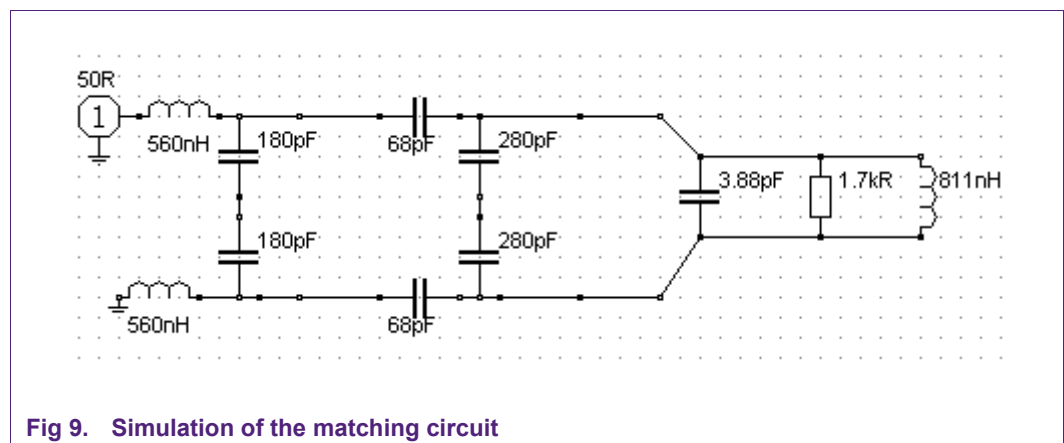 50R
1
560nH
180pF
68pF
280pF
3.88pF
1.7kR
811nH
180pF
280pF
560nH
68pF
Fig 9. Simulation of the matching circuit